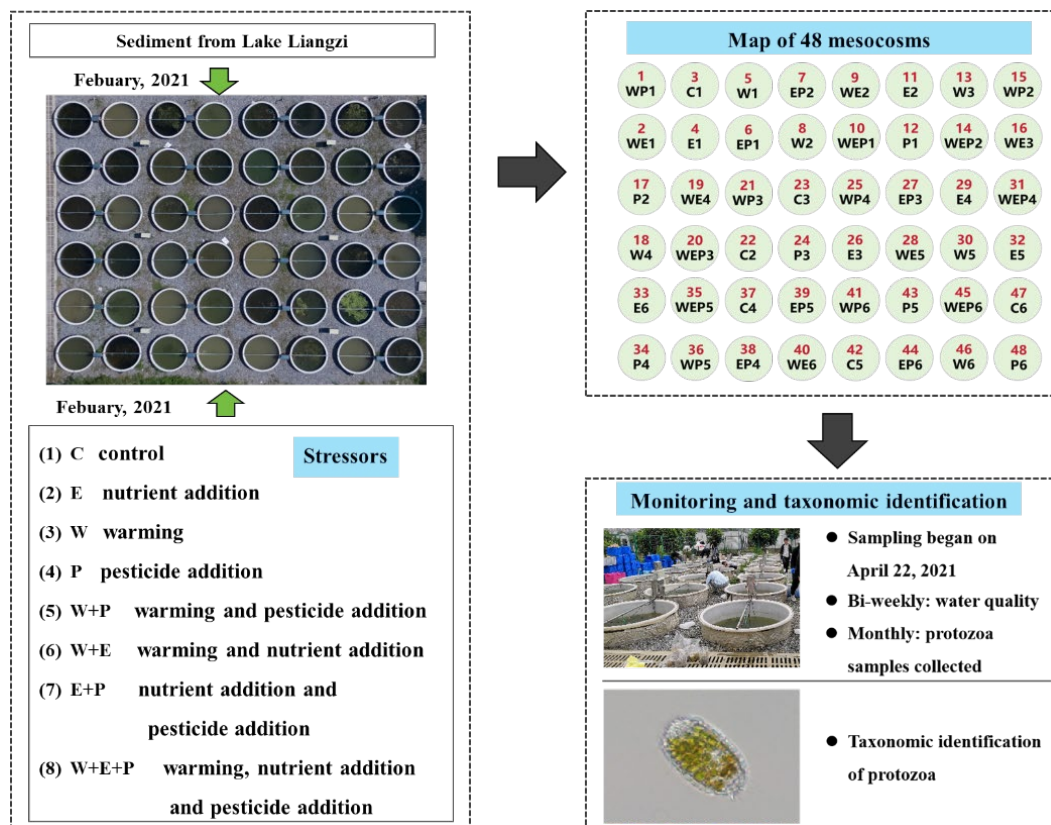 Sediment from Lake Liangzi
Febuary, 2021
Febuary, 2021
Stressors
(1) C control
(2) E nutrient addition
(3) W warming
(4) P pesticide addition
(5) W+P warming and pesticide addition
(6) W+E warming and nutrient addition
(7) E+P nutrient addition and
pesticide addition
(8) W+E+P warming, nutrient addition
and pesticide addition
Map of 48 mesocosms
1 3 5 7 9 11 13 15
WP1 C1 W1 EP2 WE2 E2 W3 WP2
2 4 6 8 10 12 14 16
WE1 E1 EP1 W2 WEP1 P1 WEP2 WE3
17 19 21 23 25 27 29 31
P2 WE4 WP3 C3 WP4 EP3 E4 WEP4
18 20 22 24 26 28 30 32
W4 WEP3 C2 P3 E3 WE5 W5 E5
33 35 37 39 41 43 45 47
E6 WEP5 C4 EP5 WP6 P5 WEP6 C6
34 36 38 40 42 44 46 48
P4 WP5 EP4 WE6 C5 EP6 W6 P6
Monitoring and taxonomic identification
● Sampling began on
April 22, 2021
● Bi-weekly: water quality
● Monthly: protozoa
samples collected
● Taxonomic identification
of protozoa